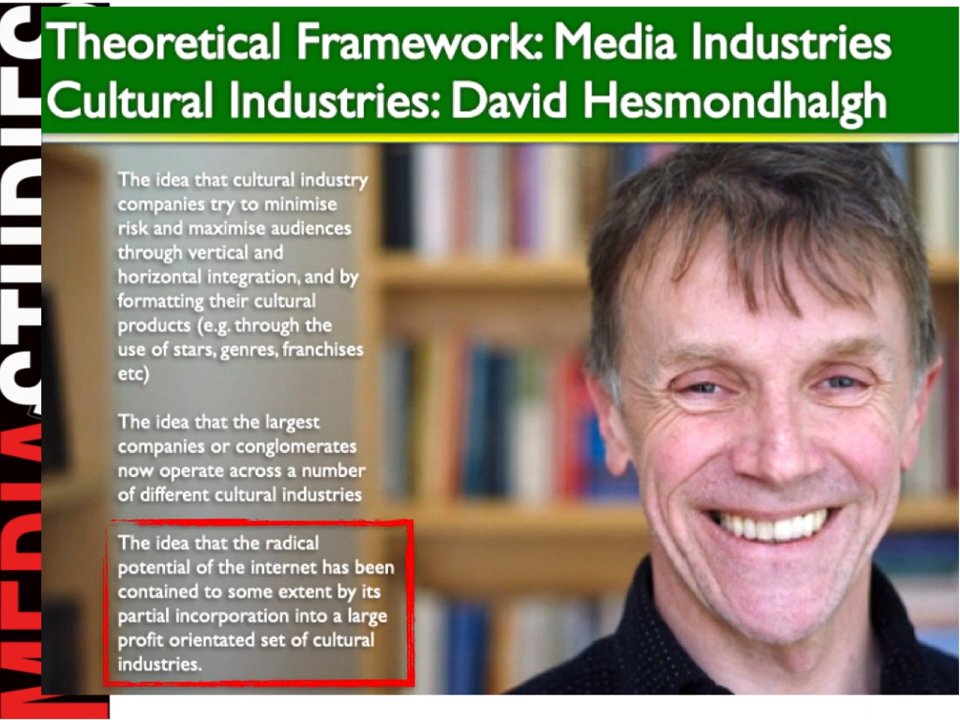 MEDIA STUDIES
Theoretical Framework: Media Industries
Cultural Industries: David Hesmondhalgh
The idea that cultural industry
companies try to minimise
risk and maximise audiences
through vertical and
horizontal integration, and by
formatting their cultural
products (e.g. through the
use of stars, genres, franchises
etc)
The idea that the largest
companies or conglomerates
now operate across a number
of different cultural industries
The idea that the radical
potential of the internet has been
contained to some extent by its
partial incorporation into a large
profit orientated set of cultural
industries.